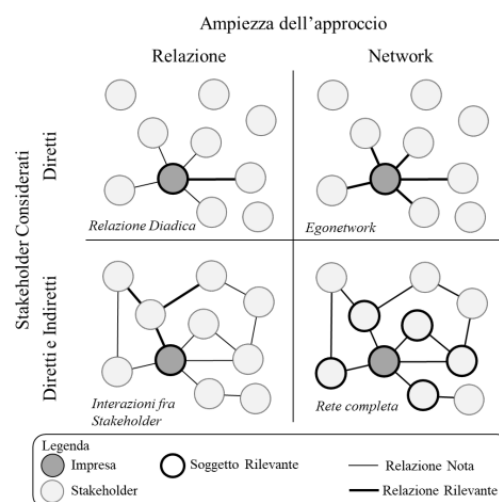 Ampiezza dell'approccio
Relazione
Network
Stakeholder Considerati
Diretti
Diretti e Indiretti
Relazione Diadica
Egonetwork
Interazioni fra
Stakeholder
Rete completa
Legenda
Impresa
Soggetto Rilevante
Relazione Nota
Stakeholder
Relazione Rilevante